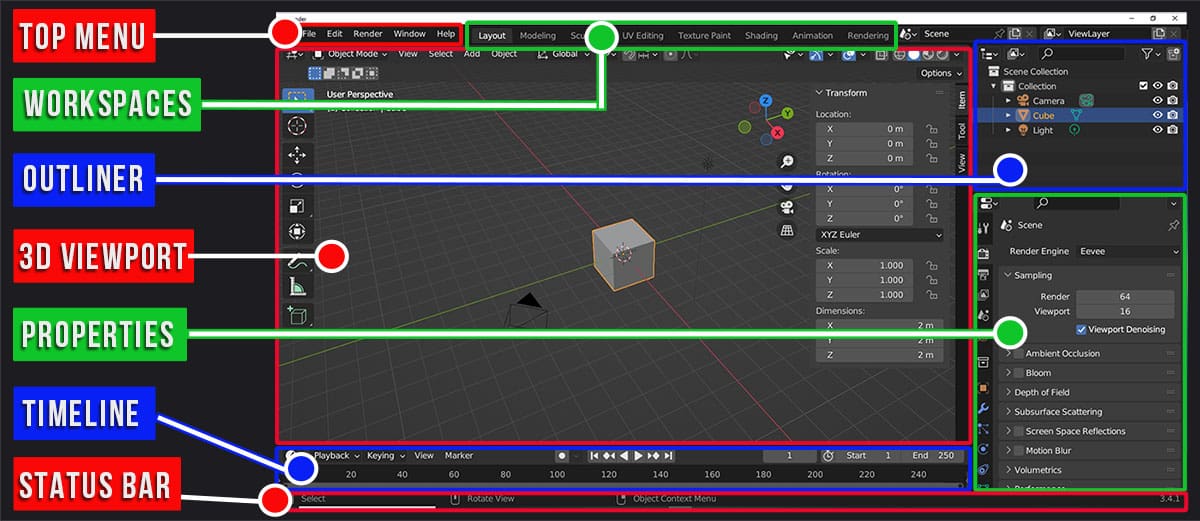 TOP MENU
WORKSPACES
OUTLINER
3D VIEWPORT
PROPERTIES
TIMELINE
STATUS BAR
File Edit Render Window Help
Layout Modeling UV Editing Texture Paint Shading Animation Rendering
Scene
ViewLayer
Object Mode View Select Add Object Global
Options
User Perspective
Transform
Location:
X 0 m
Y 0 m
Z 0 m
Rotation:
X 0°
Y 0°
Z 0°
XYZ Euler
Scale:
X 1.000
Y 1.000
Z 1.000
Dimensions:
X 2 m
Y 2 m
Z 2 m
Item
Tool
View
Z
Y
X
Scene Collection
Collection
Camera
Cube
Light
Scene
Render Engine Eevee
Sampling
Render 64
Viewport 16
Viewport Denoising
Ambient Occlusion
Bloom
Depth of Field
Subsurface Scattering
Screen Space Reflections
Motion Blur
Volumetrics
Performance
Playback Keying View Marker
1 Start 1 End 250
20 40 60 80 100 120 140 160 180 200 220 240
Select Rotate View Object Context Menu 3.4.1